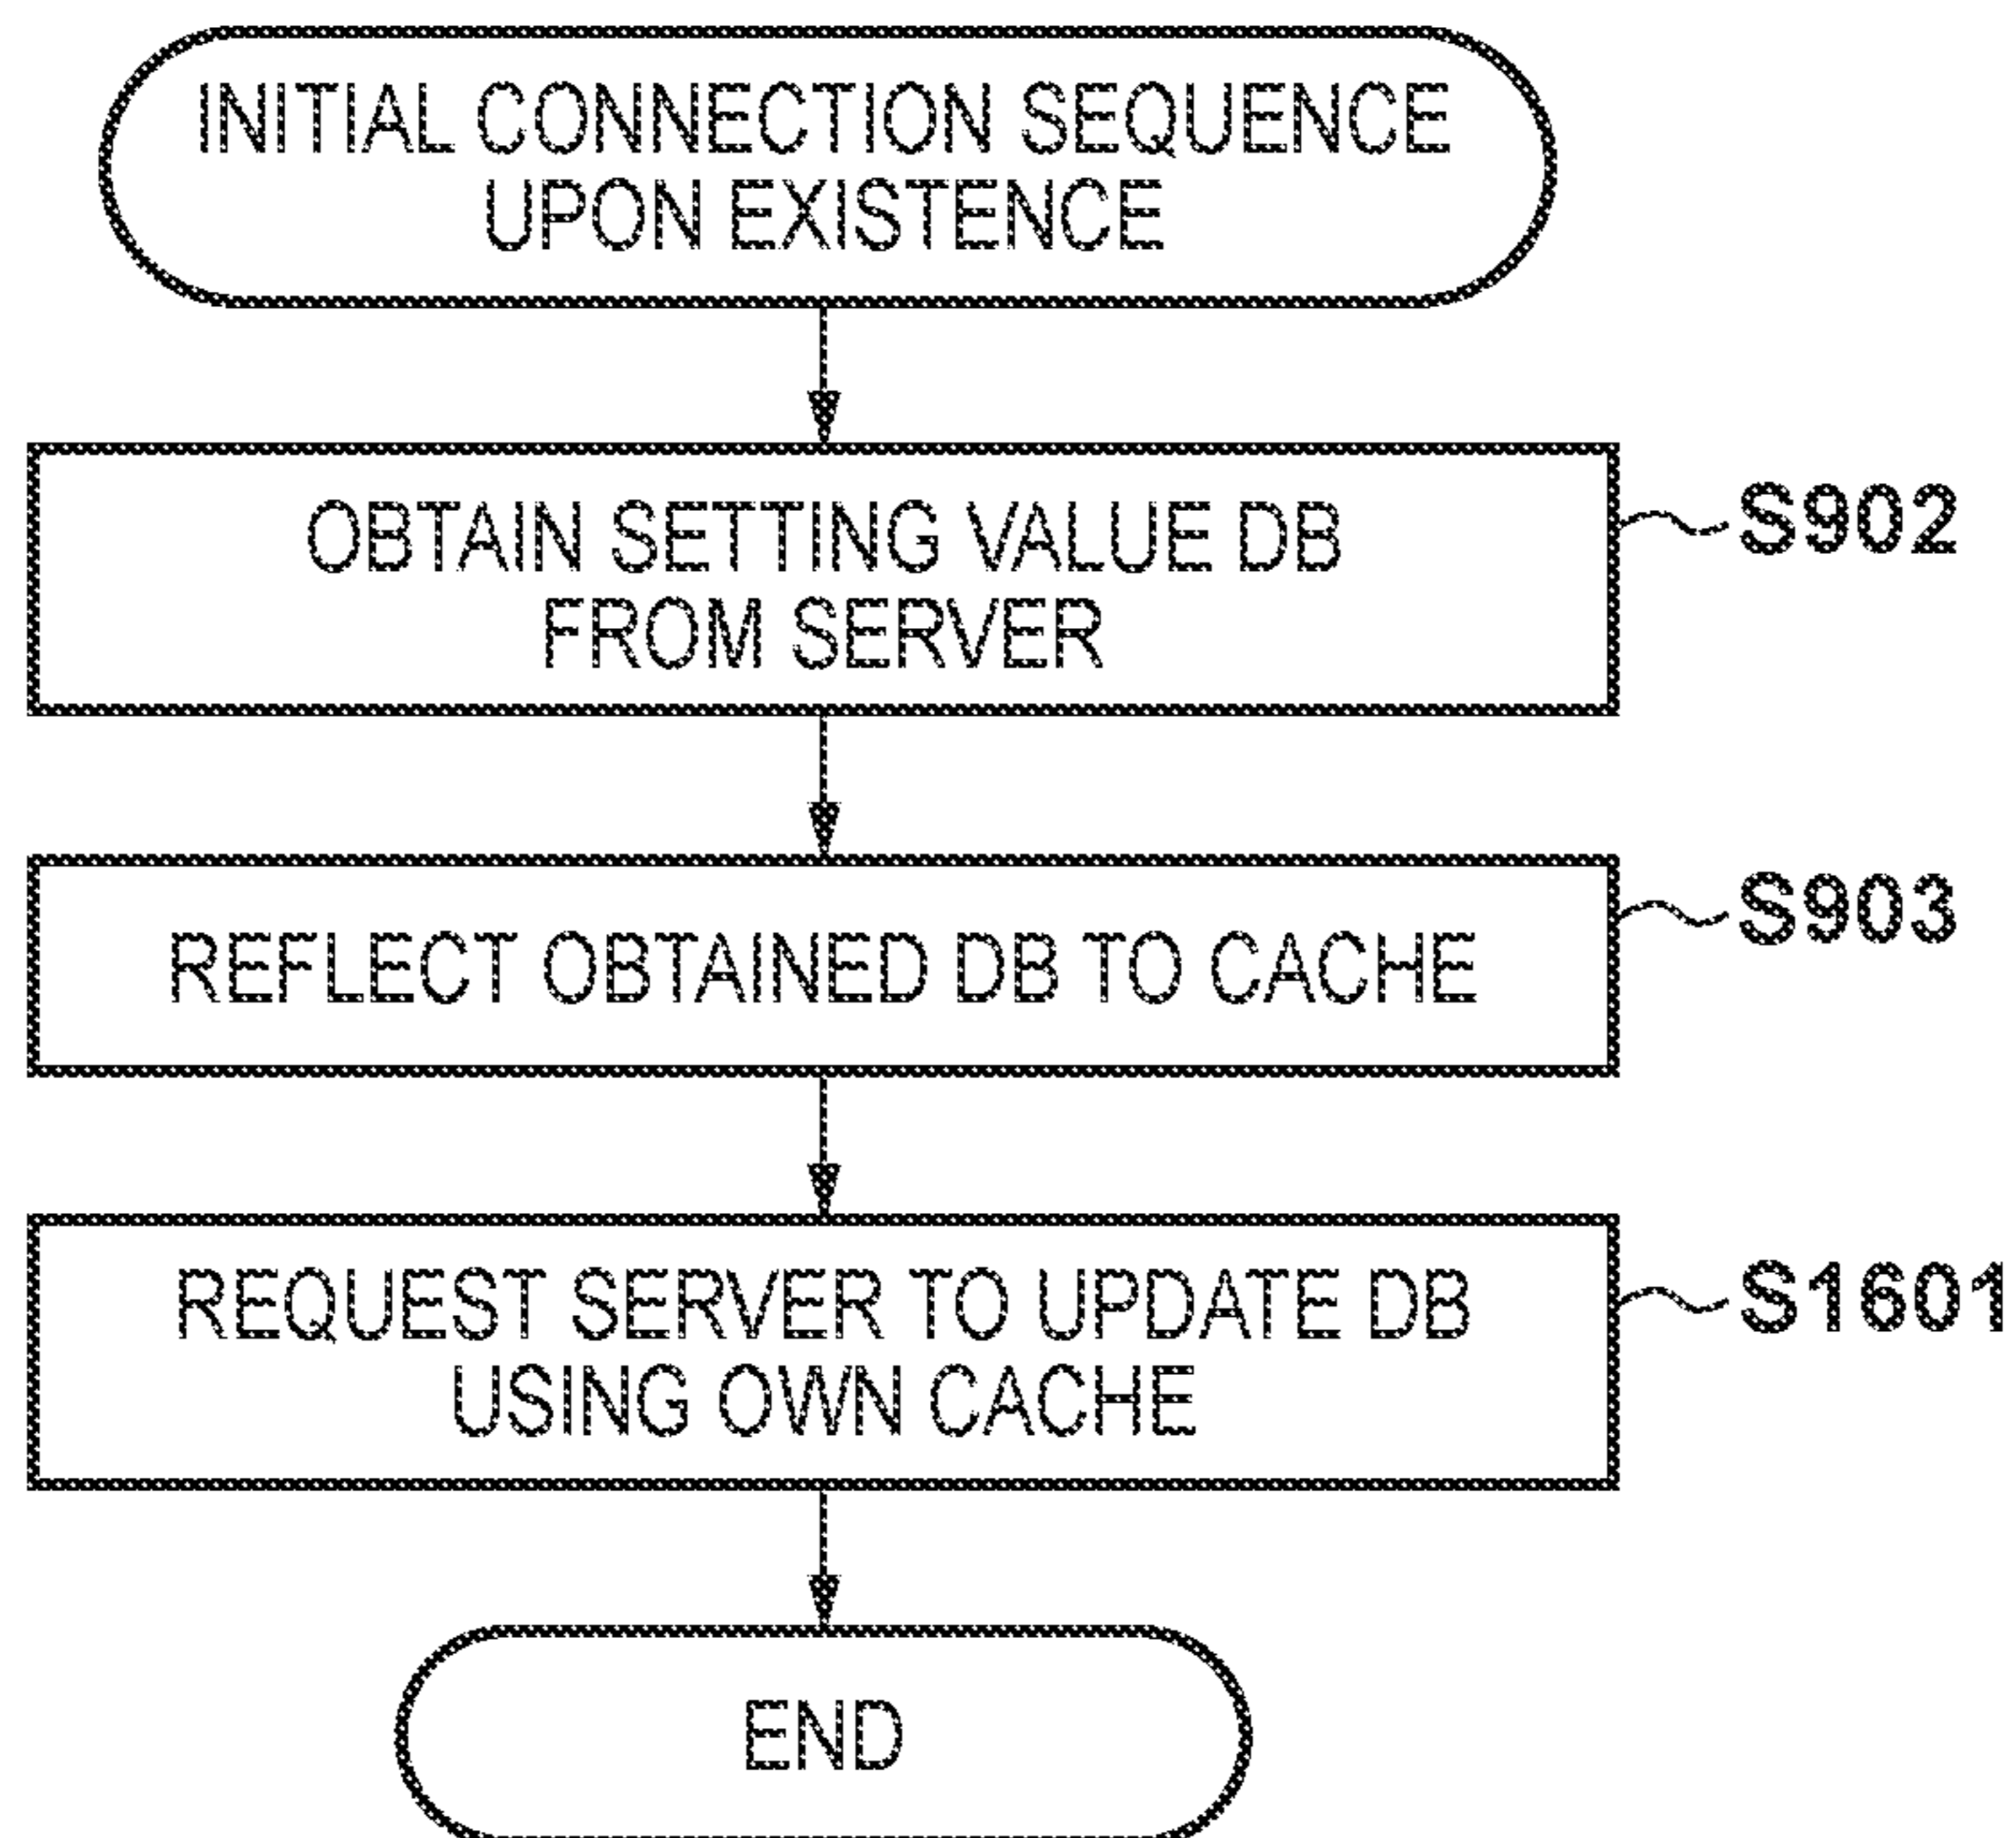 INITIAL CONNECTION SEQUENCE
UPON EXISTENCE
OBTAIN SETTING VALUE DB
FROM SERVER
S902
REFLECT OBTAINED DB TO CACHE
S903
REQUEST SERVER TO UPDATE DB
USING OWN CACHE
S1601
END